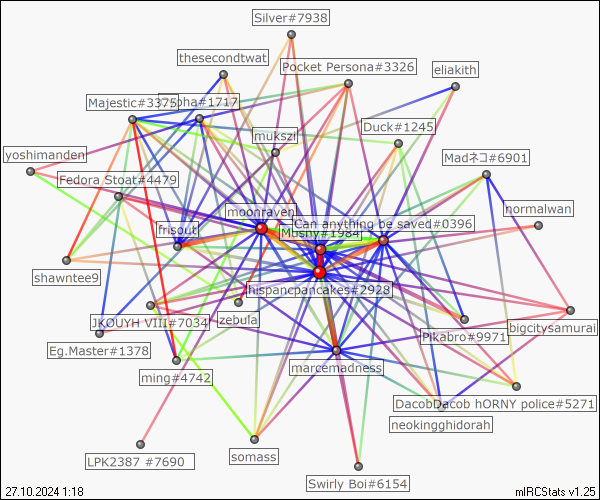 Silver#7938
thesecondtwat
Pocket Persona#3326
eliakith
Majestic#3375
pha#1717
Duck#1245
mukszi
yoshimanden
Madネコ#6901
Fedora Stoat#4479
moonraven
normalwan
frisout
Can anything be saved#0396
#1984
shawntee9
hispancpancakes#2928
JKOUYH VIII#7034
zebula
bigcitysamurai
Pikabro#9971
Eg.Master#1378
marcemadness
ming#4742
DacobDacob hORNY police#5271
neokingghidorah
LPK2387 #7690
somass
Swirly Boi#6154
27.10.2024 1:18
mIRCStats v1.25